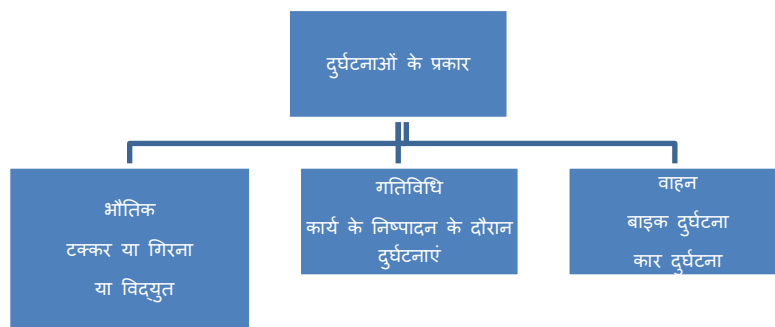 दुर्घटनाओं के प्रकार
भौतिक
टक्कर या गिरना
या विद्युत
गतिविधि
कार्य के निष्पादन के दौरान
दुर्घटनाएं
वाहन
बाइक दुर्घटना
कार दुर्घटना